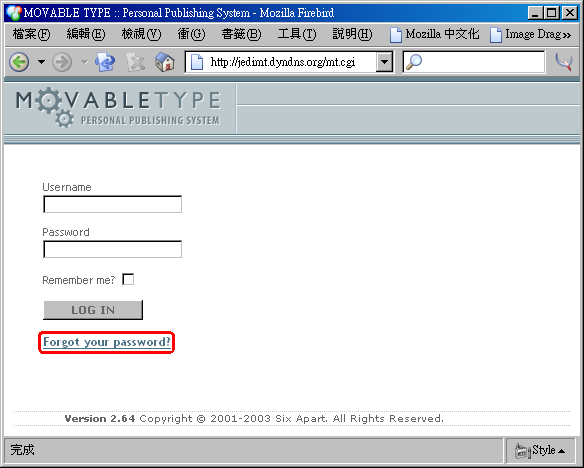 MOVABLE TYPE :: Personal Publishing System - Mozilla Firebird
檔案(F) 編輯(E) 檢視(V) 衝(G) 書籤(B) 工具(T) 說明(H) Mozilla 中文化 Image Drag »
http://jedimt.dyndns.org/mt.cgi
MOVABLETYPE
PERSONAL PUBLISHING SYSTEM
Username
Password
Remember me?
LOG IN
Forgot your password?
Version 2.64 Copyright © 2001-2003 Six Apart. All Rights Reserved.
完成 Style